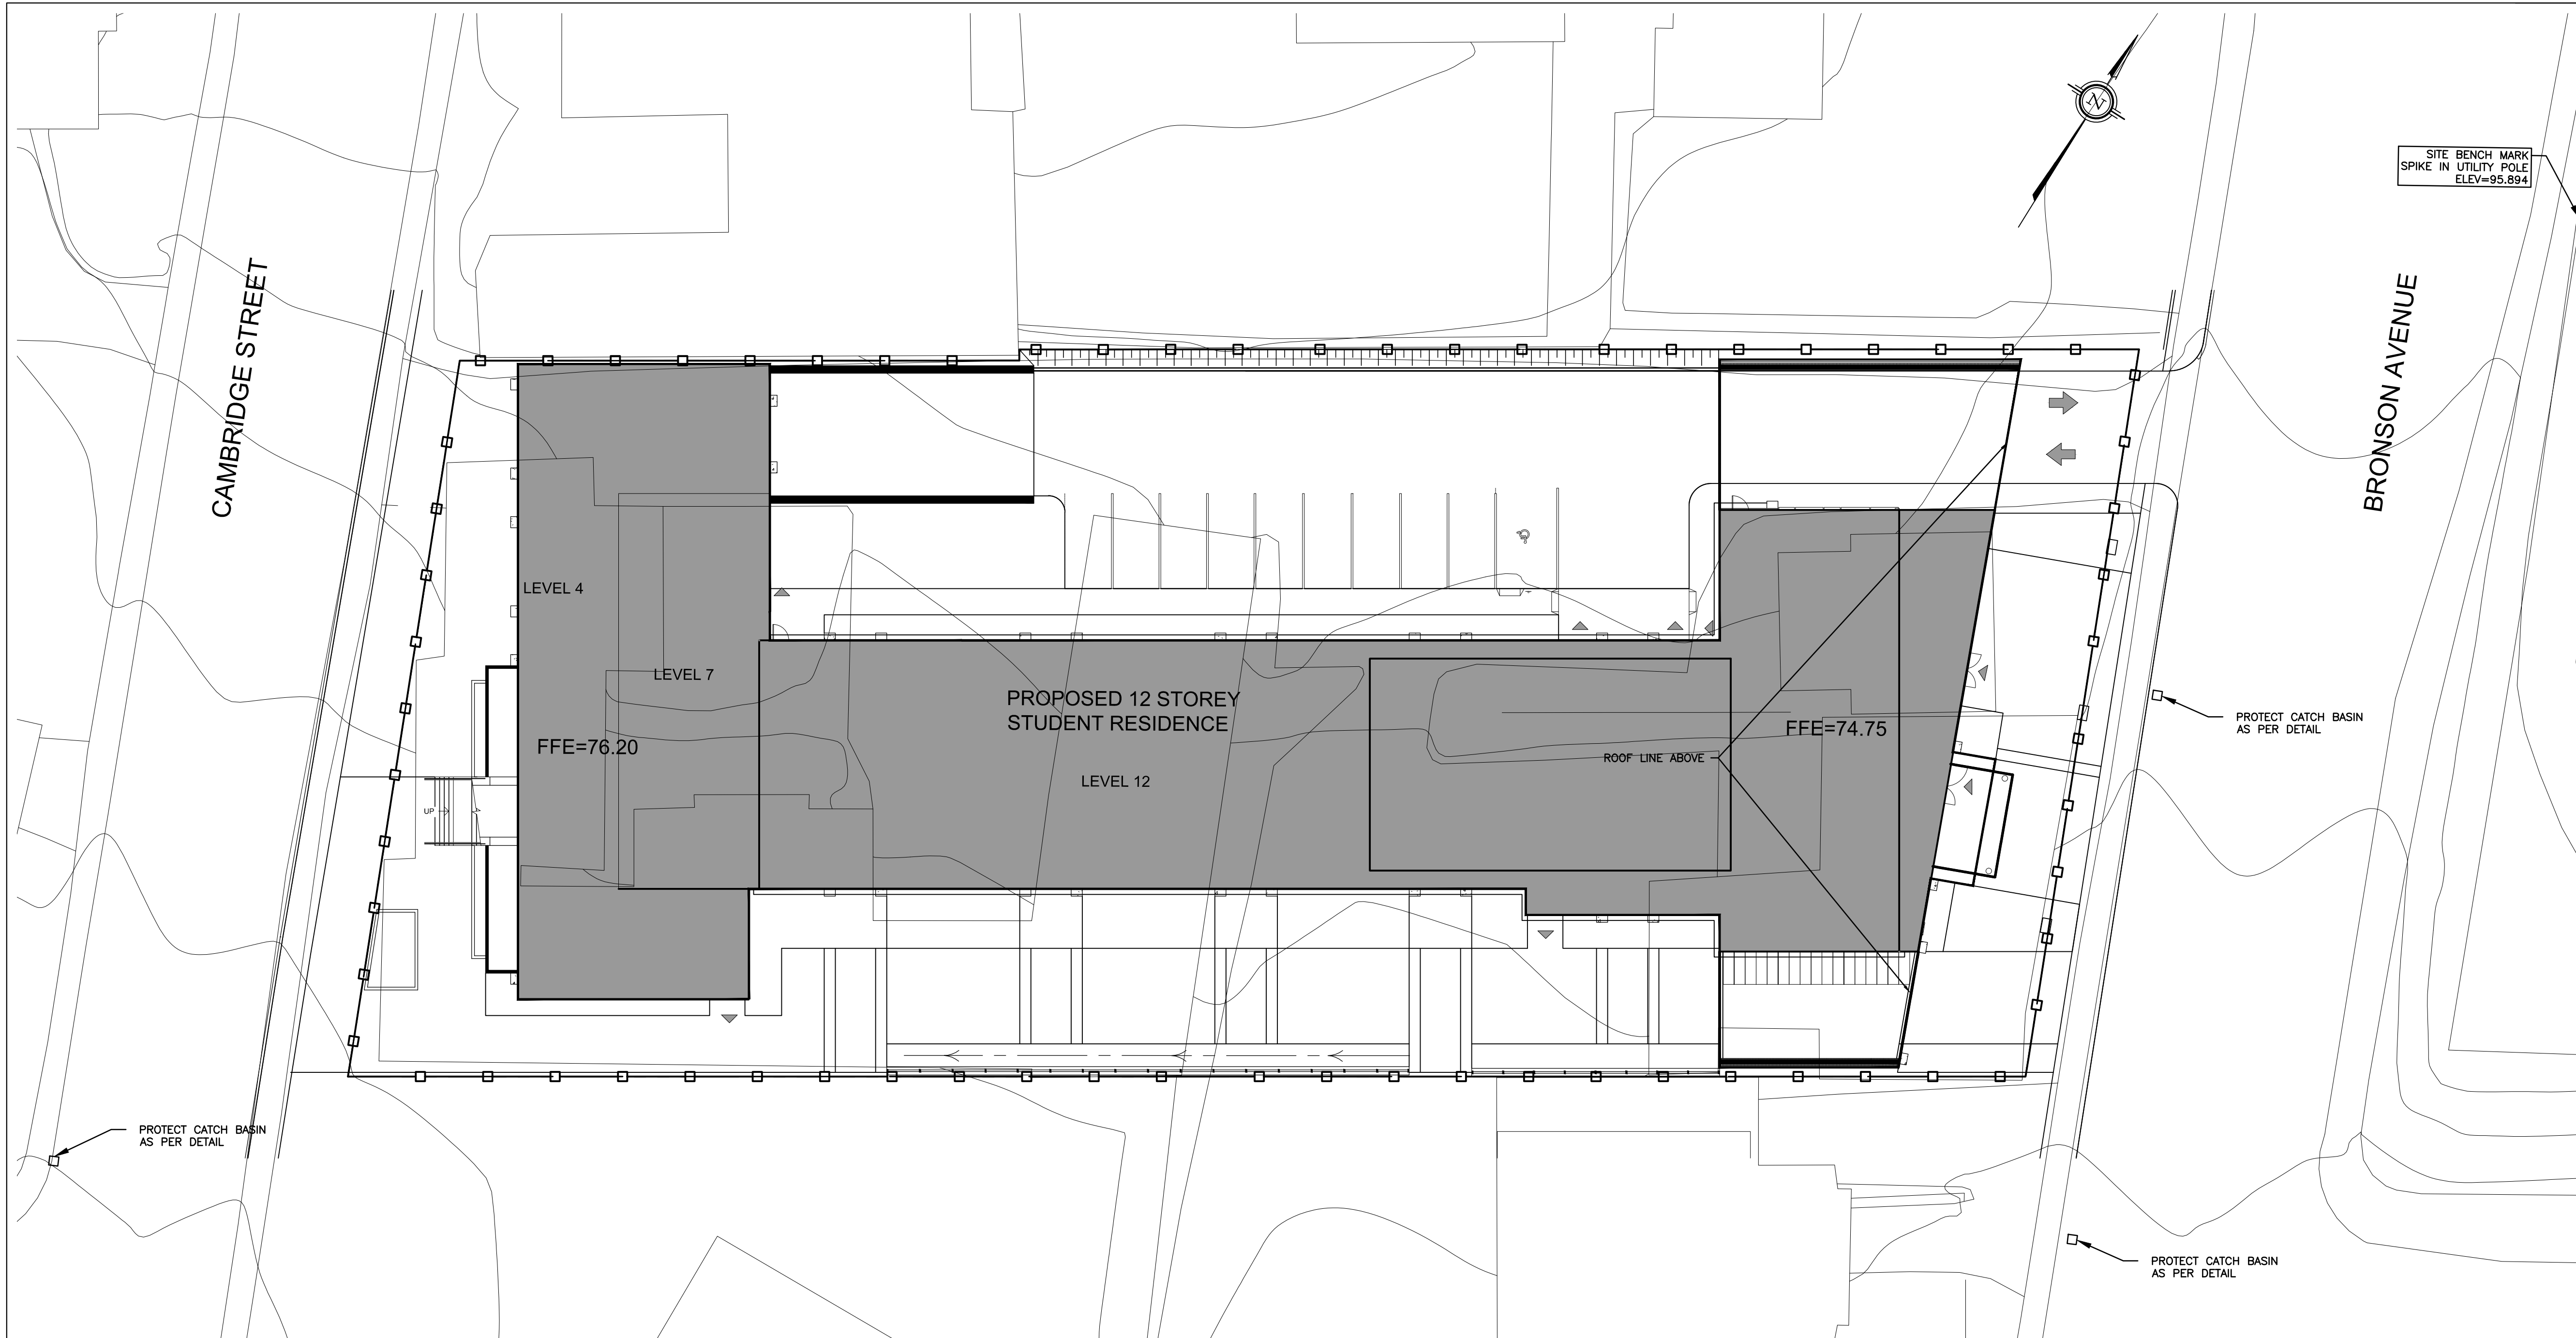 N
SITE BENCH MARK
SPIKE IN UTILITY POLE
ELEV=95.894
CAMBRIDGE STREET
BRONSON AVENUE
LEVEL 4
LEVEL 7
PROPOSED 12 STOREY
STUDENT RESIDENCE
FFE=76.20
FFE=74.75
ROOF LINE ABOVE
LEVEL 12
UP
PROTECT CATCH BASIN
AS PER DETAIL
PROTECT CATCH BASIN
AS PER DETAIL
PROTECT CATCH BASIN
AS PER DETAIL